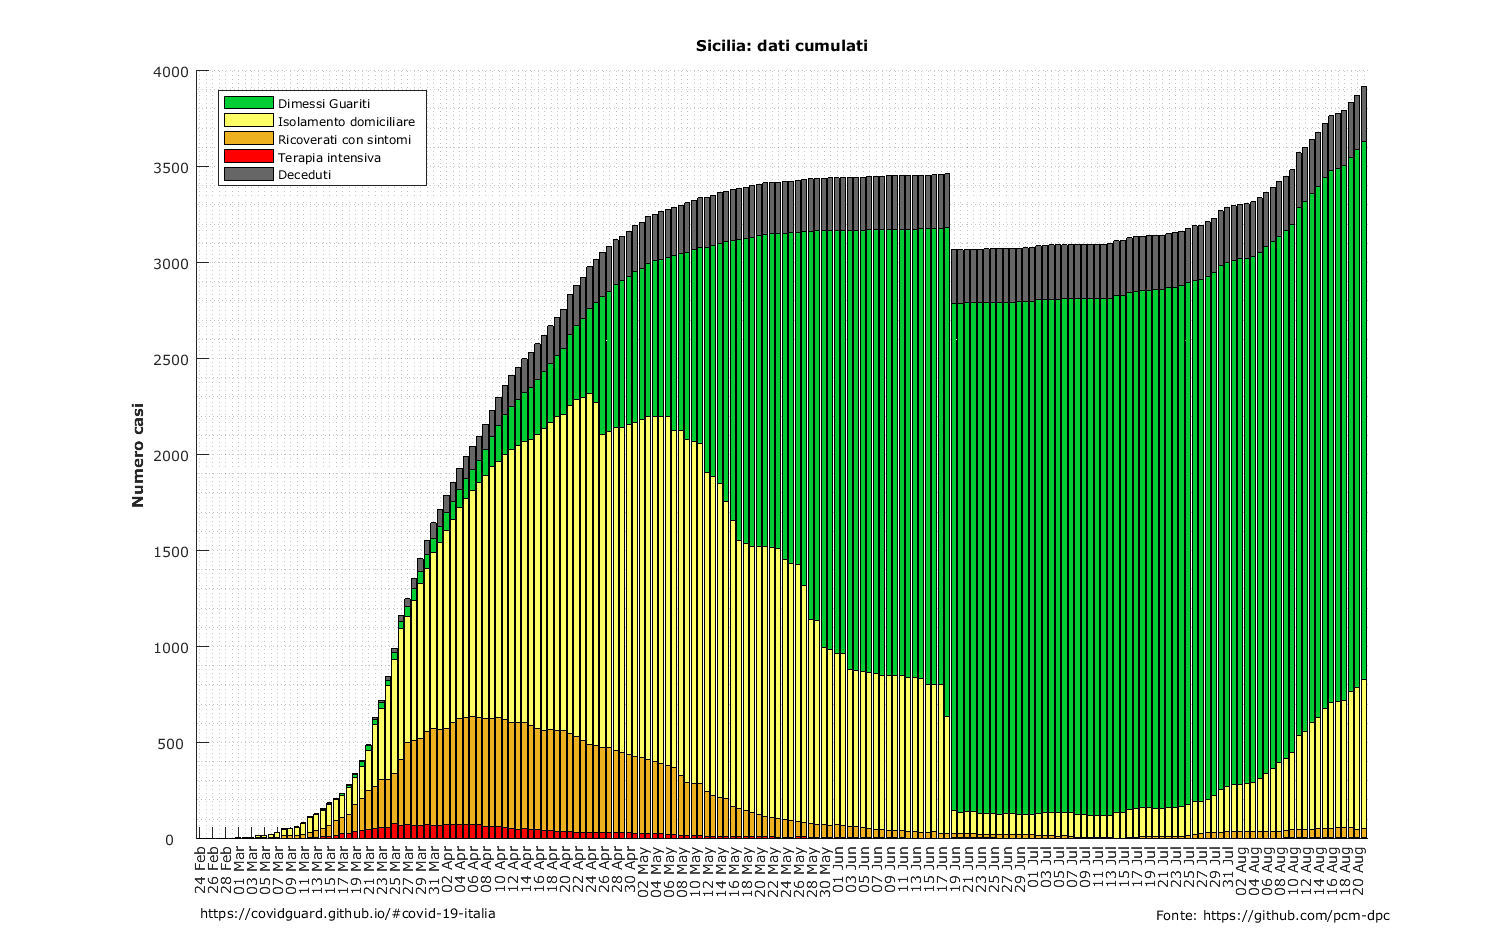 Sicilia: dati cumulati
4000
3500
3000
2500
2000
1500
1000
500
0
Numero casi
Dimessi Guariti
Isolamento domiciliare
Ricoverati con sintomi
Terapia intensiva
Deceduti
24 Feb
26 Feb
28 Feb
01 Mar
03 Mar
05 Mar
07 Mar
09 Mar
11 Mar
13 Mar
15 Mar
17 Mar
19 Mar
21 Mar
23 Mar
25 Mar
27 Mar
29 Mar
31 Mar
02 Apr
04 Apr
06 Apr
08 Apr
10 Apr
12 Apr
14 Apr
16 Apr
18 Apr
20 Apr
22 Apr
24 Apr
26 Apr
28 Apr
30 Apr
02 May
04 May
06 May
08 May
10 May
12 May
14 May
16 May
18 May
20 May
22 May
24 May
26 May
28 May
30 May
01 Jun
03 Jun
05 Jun
07 Jun
09 Jun
11 Jun
13 Jun
15 Jun
17 Jun
19 Jun
21 Jun
23 Jun
25 Jun
27 Jun
29 Jun
01 Jul
03 Jul
05 Jul
07 Jul
09 Jul
11 Jul
13 Jul
15 Jul
17 Jul
19 Jul
21 Jul
23 Jul
25 Jul
27 Jul
29 Jul
31 Jul
02 Aug
04 Aug
06 Aug
08 Aug
10 Aug
12 Aug
14 Aug
16 Aug
18 Aug
20 Aug
https://covidguard.github.io/#covid-19-italia
Fonte: https://github.com/pcm-dpc